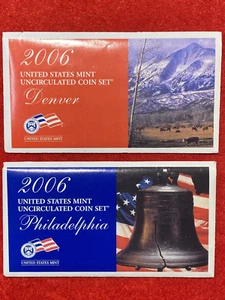 2006
UNITED STATES MINT
UNCIRCULATED COIN SET®
Denver
UNITED STATES MINT
2006
UNITED STATES MINT
UNCIRCULATED COIN SET®
Philadelphia
UNITED STATES MINT